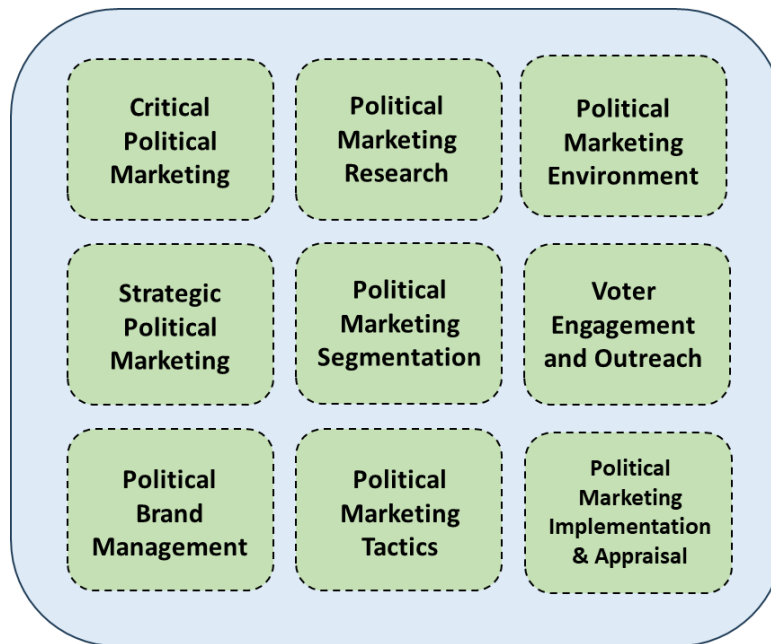 Critical
Political
Marketing
Political
Marketing
Research
Political
Marketing
Environment
Strategic
Political
Marketing
Political
Marketing
Segmentation
Voter
Engagement
and Outreach
Political
Brand
Management
Political
Marketing
Tactics
Political
Marketing
Implementation
& Appraisal